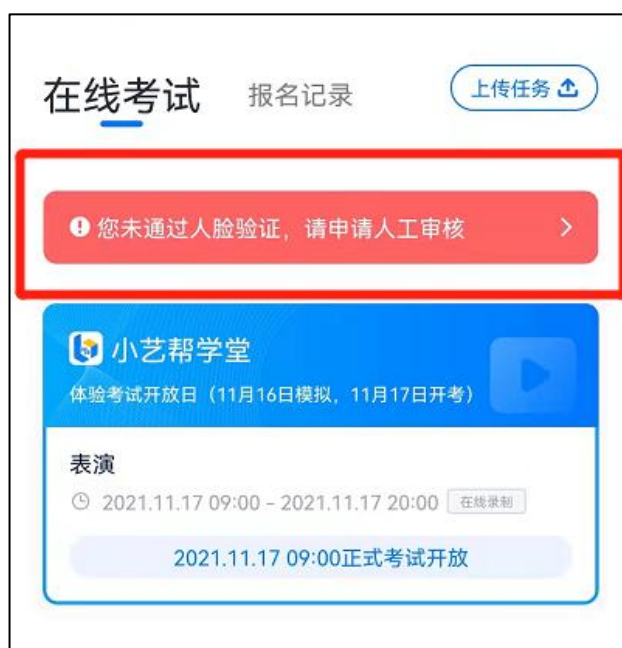 在线考试 报名记录 上传任务
您未通过人脸验证，请申请人工审核
小艺帮学堂
体验考试开放日（11月16日模拟，11月17日开考）
表演
2021.11.17 09:00 - 2021.11.17 20:00 在线录制
2021.11.17 09:00正式考试开放